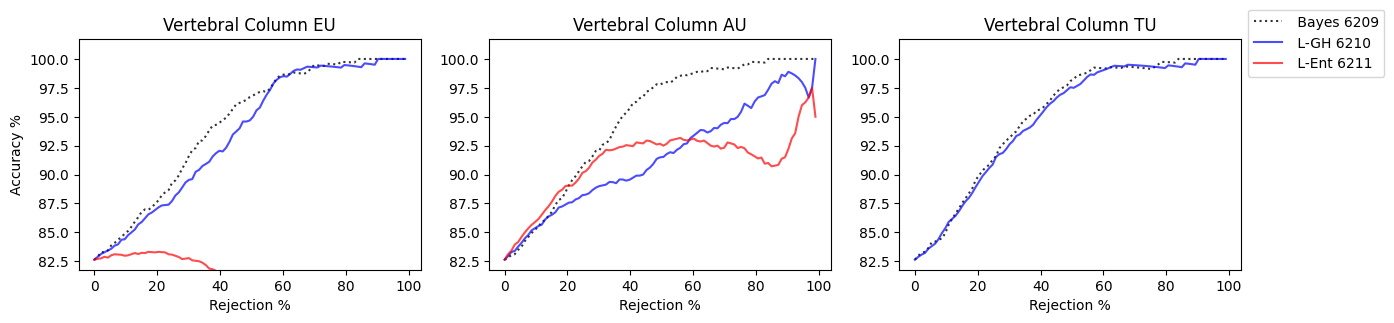 Vertebral Column EU
Vertebral Column AU
Vertebral Column TU
Bayes 6209
L-GH 6210
L-Ent 6211
Accuracy %
100.0
97.5
95.0
92.5
90.0
87.5
85.0
82.5
0 20 40 60 80 100
Rejection %
100.0
97.5
95.0
92.5
90.0
87.5
85.0
82.5
0 20 40 60 80 100
Rejection %
100.0
97.5
95.0
92.5
90.0
87.5
85.0
82.5
0 20 40 60 80 100
Rejection %